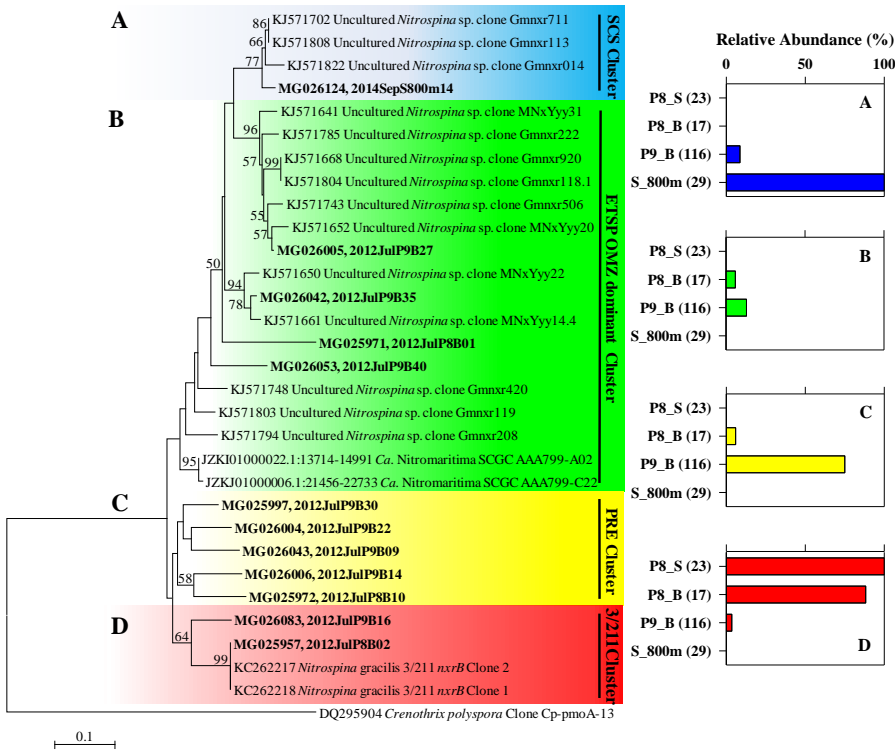 A
86
KJ571702 Uncultured Nitrospina sp. clone Gmnxr711
66
KJ571808 Uncultured Nitrospina sp. clone Gmnxr113
77
KJ571822 Uncultured Nitrospina sp. clone Gmnxr014
MG026124, 2014SepS800m14
SCS Cluster
B
KJ571641 Uncultured Nitrospina sp. clone MNxYyy31
96
KJ571785 Uncultured Nitrospina sp. clone Gmnxr222
57
99
KJ571668 Uncultured Nitrospina sp. clone Gmnxr920
KJ571804 Uncultured Nitrospina sp. clone Gmnxr118.1
KJ571743 Uncultured Nitrospina sp. clone Gmnxr506
55
KJ571652 Uncultured Nitrospina sp. clone MNxYyy20
57
MG026005, 2012JulP9B27
50
KJ571650 Uncultured Nitrospina sp. clone MNxYyy22
94
MG026042, 2012JulP9B35
78
KJ571661 Uncultured Nitrospina sp. clone MNxYyy14.4
MG025971, 2012JulP8B01
MG026053, 2012JulP9B40
KJ571748 Uncultured Nitrospina sp. clone Gmnxr420
KJ571803 Uncultured Nitrospina sp. clone Gmnxr119
KJ571794 Uncultured Nitrospina sp. clone Gmnxr208
95
JZKI01000022.1:13714-14991 Ca. Nitromaritima SCGC AAA799-A02
JZKJ01000006.1:21456-22733 Ca. Nitromaritima SCGC AAA799-C22
ETSP OMZ dominant Cluster
C
MG025997, 2012JulP9B30
MG026004, 2012JulP9B22
MG026043, 2012JulP9B09
MG026006, 2012JulP9B14
58
MG025972, 2012JulP8B10
PRE Cluster
D
MG026083, 2012JulP9B16
64
MG025957, 2012JulP8B02
99
KC262217 Nitrospina gracilis 3/211 nxrB Clone 2
KC262218 Nitrospina gracilis 3/211 nxrB Clone 1
3/211Cluster
DQ295904 Crenothrix polyspora Clone Cp-pmoA-13
0.1
Relative Abundance (%)
0 50 100
A
P8_S (23)
P8_B (17)
P9_B (116)
S_800m (29)
B
P8_S (23)
P8_B (17)
P9_B (116)
S_800m (29)
C
P8_S (23)
P8_B (17)
P9_B (116)
S_800m (29)
P8_S (23)
P8_B (17)
P9_B (116)
S_800m (29)
D